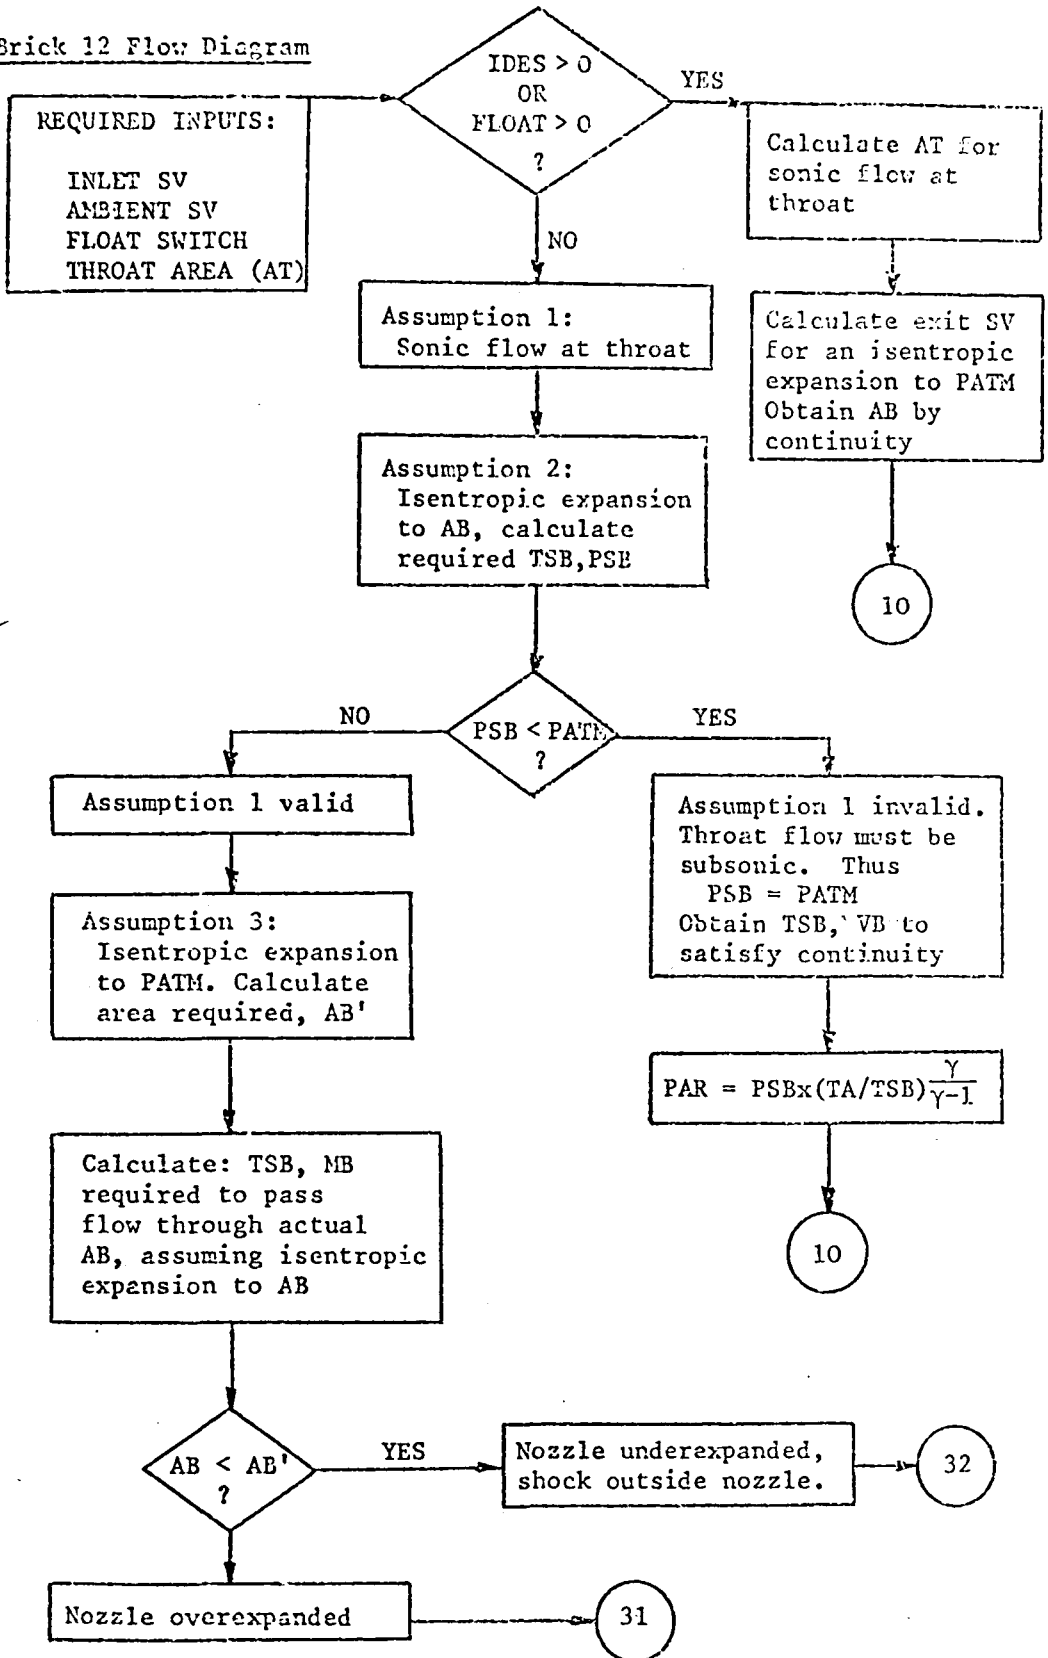 Brick 12 Flow Diagram
REQUIRED INPUTS:
INLET SV
AMBIENT SV
FLOAT SWITCH
THROAT AREA (AT)
IDES > 0
OR
FLOAT > 0
?
YES
NO
Calculate AT for
sonic flow at
throat
Calculate exit SV
for an isentropic
expansion to PATM
Obtain AB by
continuity
10
Assumption 1:
Sonic flow at throat
Assumption 2:
Isentropic expansion
to AB, calculate
required TSB,PSB
PSB < PATM
?
NO
YES
Assumption 1 valid
Assumption 3:
Isentropic expansion
to PATM. Calculate
area required, AB'
Calculate: TSB, MB
required to pass
flow through actual
AB, assuming isentropic
expansion to AB
Assumption 1 invalid.
Throat flow must be
subsonic. Thus
PSB = PATM
Obtain TSB, VB to
satisfy continuity
PAR = PSBx(TA/TSB) γ/γ-1
10
AB < AB'
?
YES
Nozzle underexpanded,
shock outside nozzle.
32
Nozzle overexpanded
31